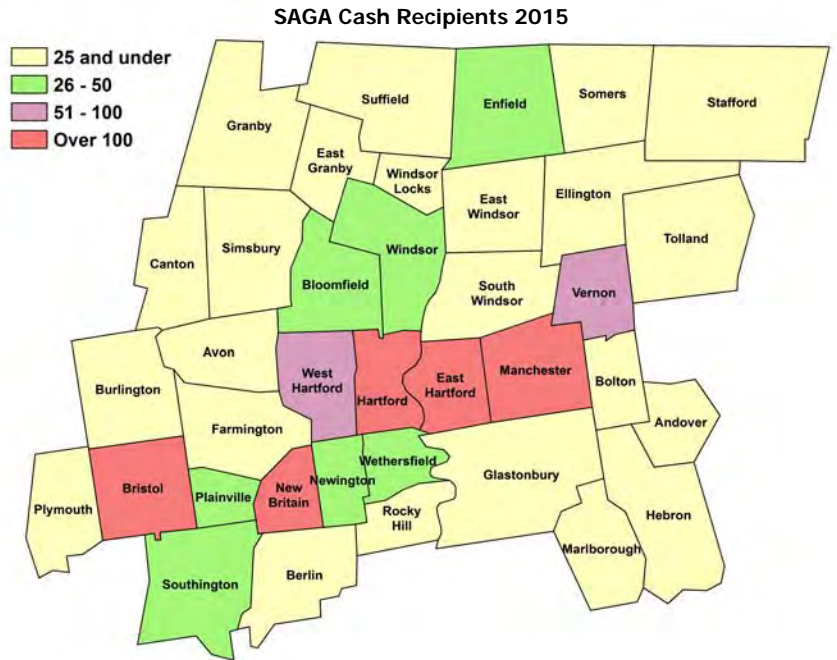 SAGA Cash Recipients 2015
25 and under
26 - 50
51 - 100
Over 100
Granby
Suffield
Enfield
Somers
Stafford
East
Granby
Windsor
Locks
East
Windsor
Ellington
Tolland
Canton
Simsbury
Bloomfield
Windsor
South
Windsor
Vernon
Burlington
Avon
West
Hartford
Hartford
East
Hartford
Manchester
Bolton
Andover
Farmington
Plymouth
Bristol
Plainville
New
Britain
Newington
Wethersfield
Glastonbury
Rocky
Hill
Hebron
Marlborough
Southington
Berlin